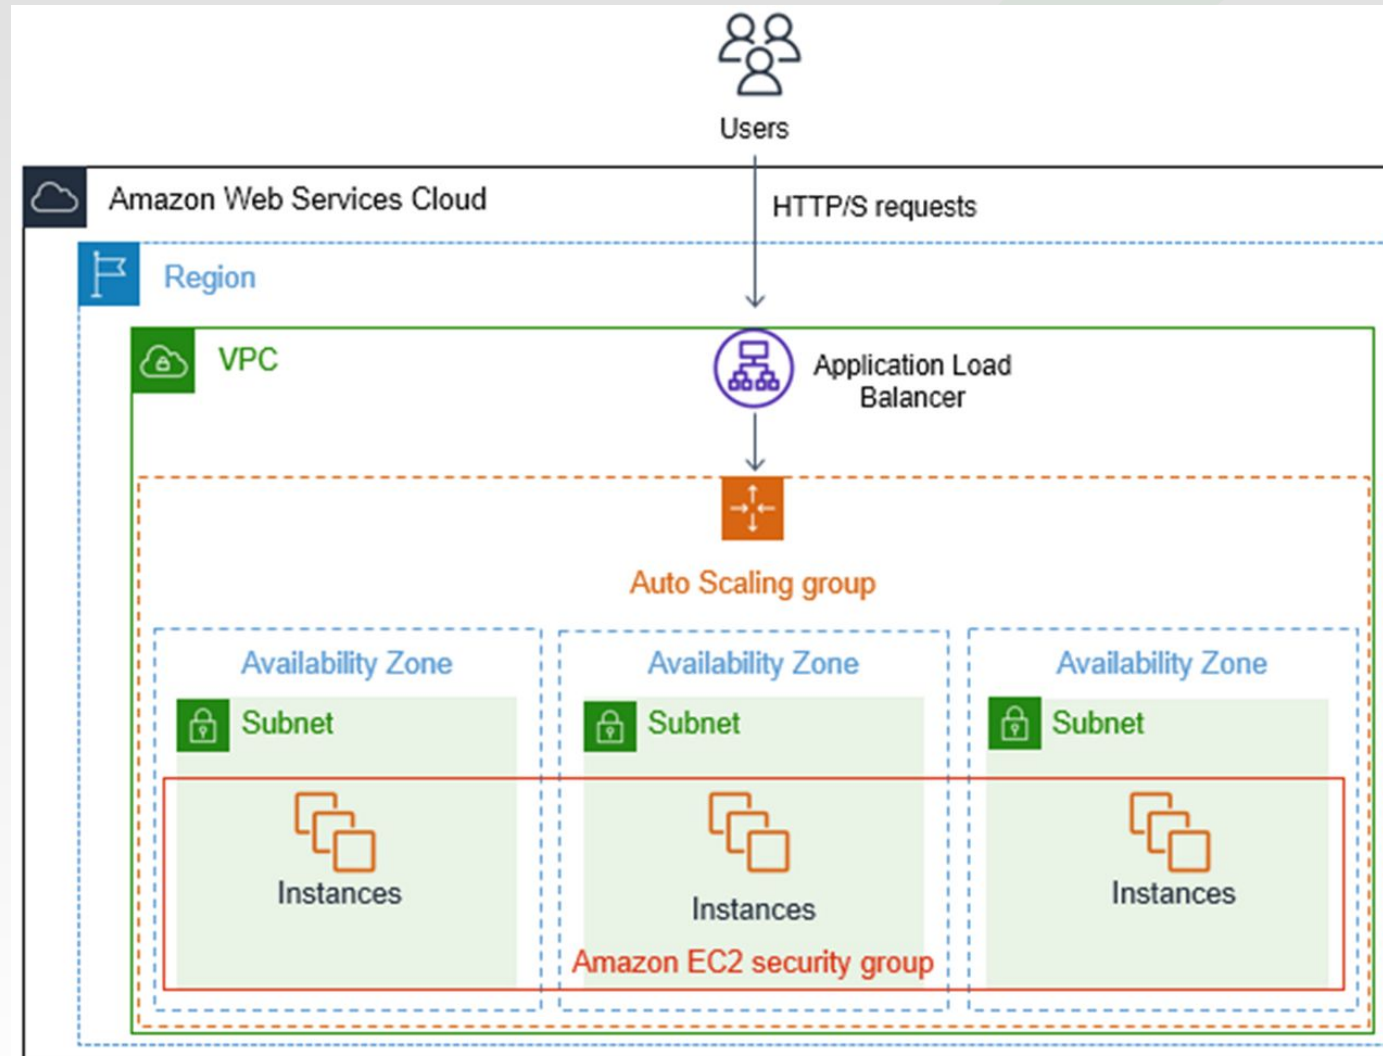 Users
Amazon Web Services Cloud
HTTP/S requests
Region
VPC
Application Load
Balancer
Auto Scaling group
Availability Zone
Availability Zone
Availability Zone
Subnet
Subnet
Subnet
Instances
Instances
Instances
Amazon EC2 security group